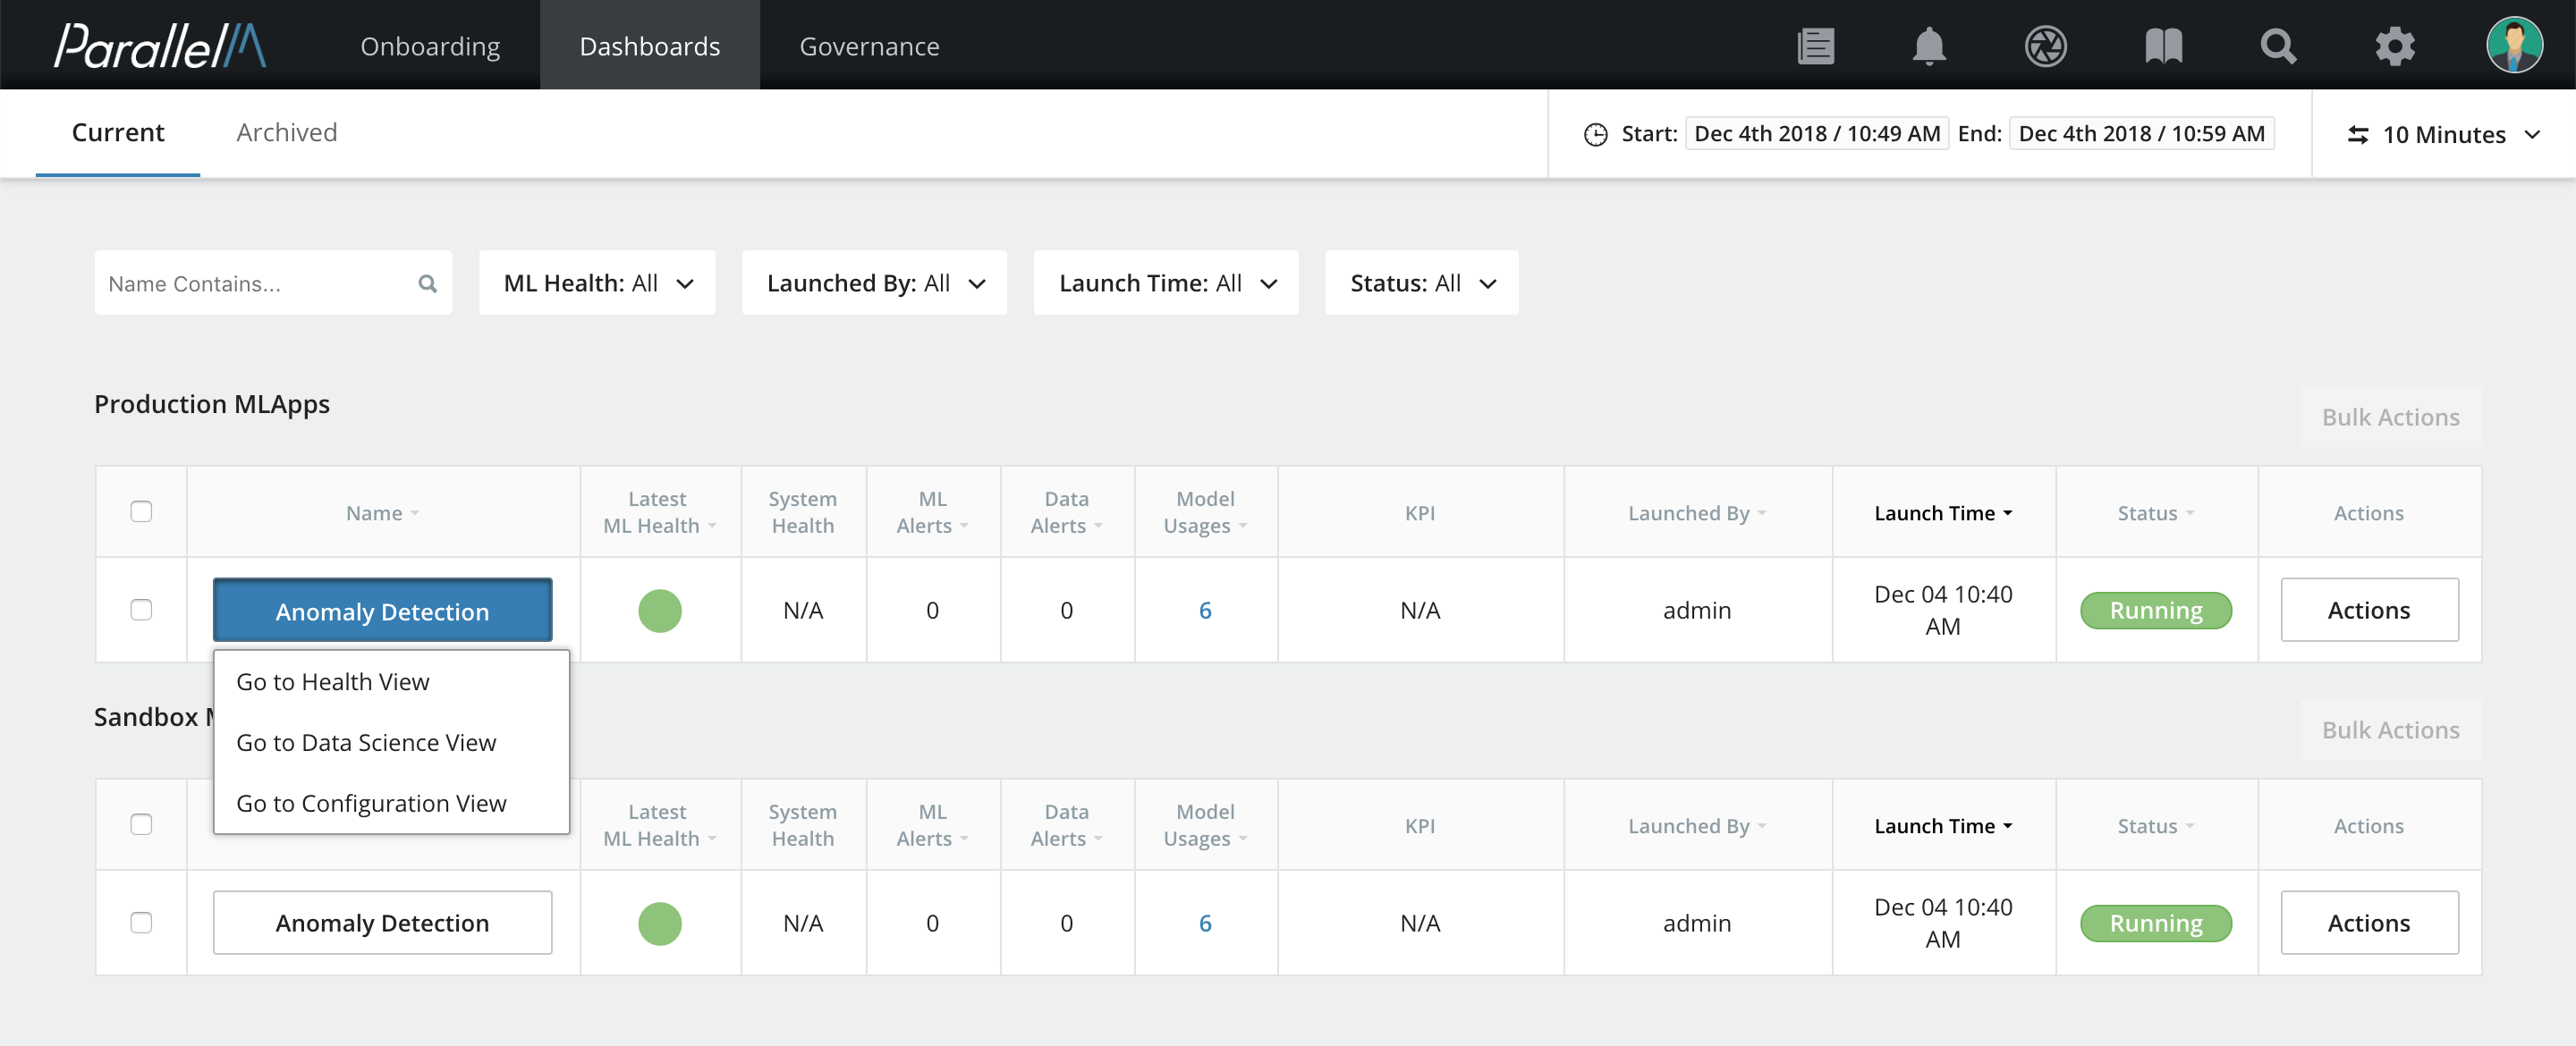 ParallelM
Onboarding
Dashboards
Governance
Current
Archived
Start: Dec 4th 2018 / 10:49 AM End: Dec 4th 2018 / 10:59 AM
10 Minutes
Name Contains...
ML Health: All
Launched By: All
Launch Time: All
Status: All
Production MLApps
Bulk Actions
Name
Latest
ML Health
System
Health
ML
Alerts
Data
Alerts
Model
Usages
KPI
Launched By
Launch Time
Status
Actions
Anomaly Detection
N/A
0
0
6
N/A
admin
Dec 04 10:40
AM
Running
Actions
Go to Health View
Go to Data Science View
Go to Configuration View
Sandbox
Bulk Actions
Latest
ML Health
System
Health
ML
Alerts
Data
Alerts
Model
Usages
KPI
Launched By
Launch Time
Status
Actions
Anomaly Detection
N/A
0
0
6
N/A
admin
Dec 04 10:40
AM
Running
Actions